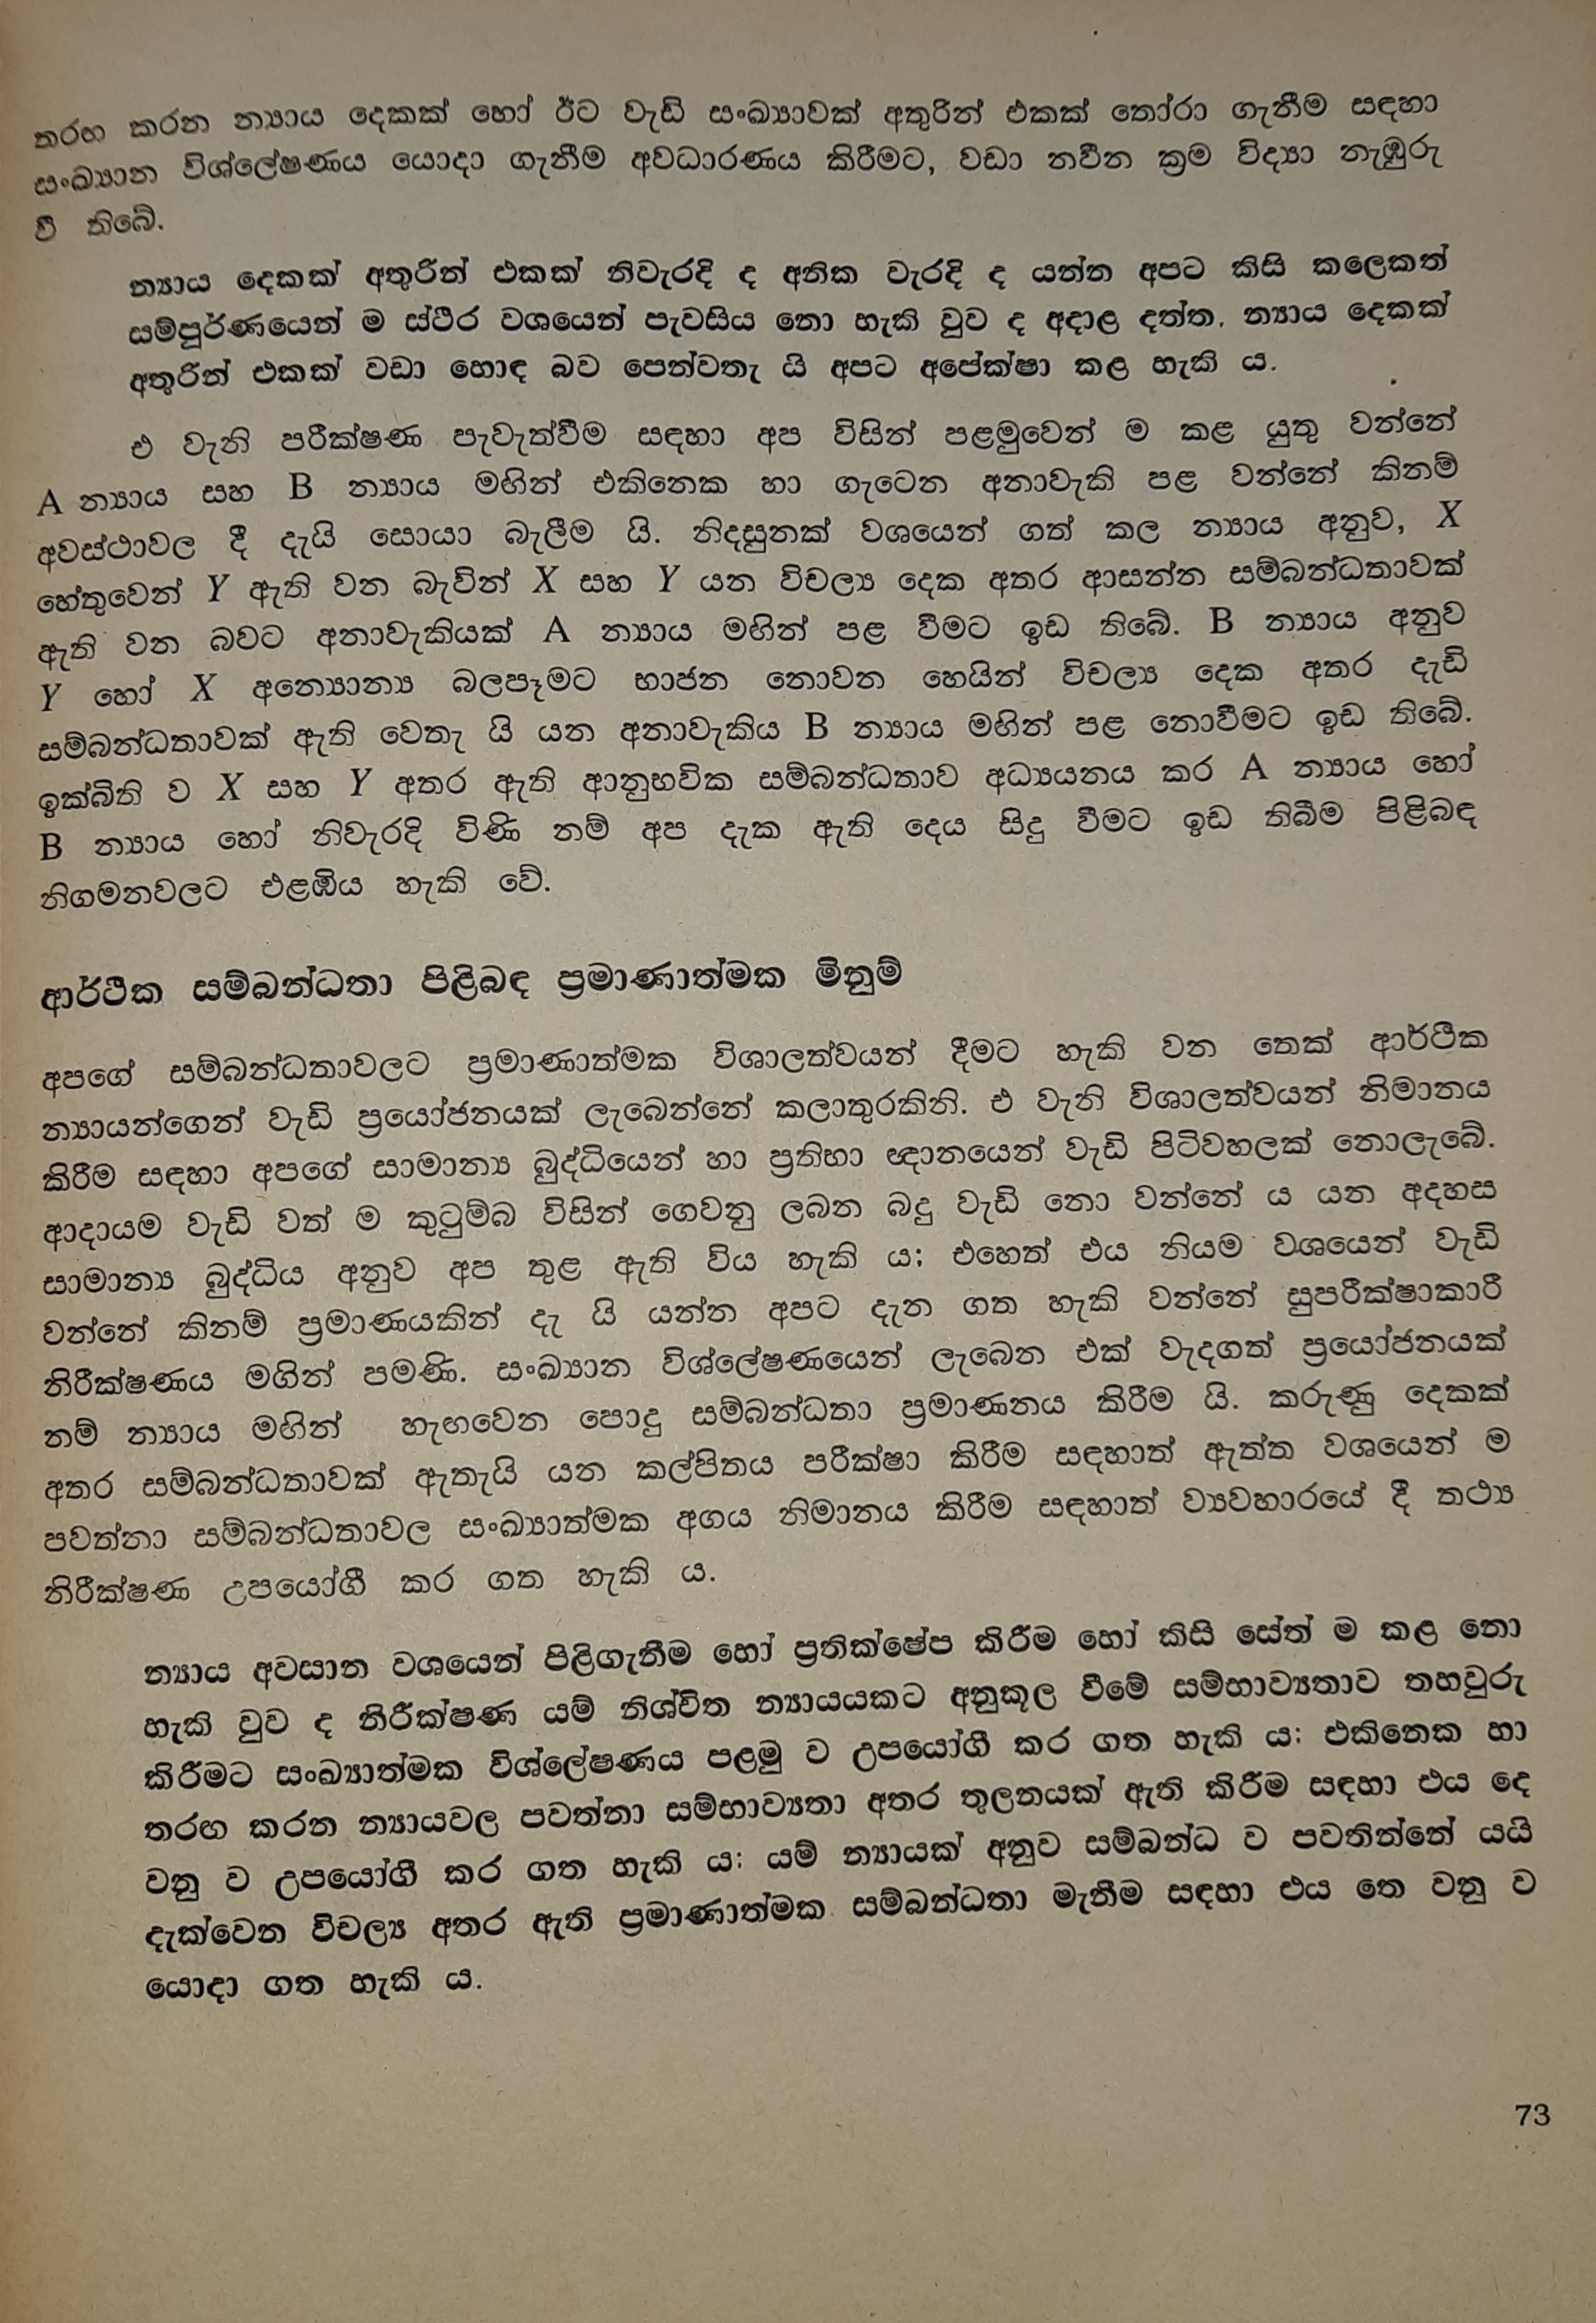 තරඟ කරන න්‍යාය දෙකක් හෝ ඊට වැඩි සංඛ්‍යාවක් අතුරින් එකක් තෝරා ගැනීම සඳහා
සංඛ්‍යාන විශ්ලේෂණය යොදා ගැනීම අවධාරණය කිරීමට, වඩා නවීන ක්‍රම විද්‍යා නැඹුරු
වී තිබේ.
න්‍යාය දෙකක් අතුරින් එකක් නිවැරදි ද අනික වැරදි ද යන්න අපට කිසි කලෙකත්
සම්පූර්ණයෙන් ම ස්ථිර වශයෙන් පැවසිය නො හැකි වුව ද අදාළ දත්ත, න්‍යාය දෙකක්
අතුරින් එකක් වඩා හොඳ බව පෙන්වතැ යි අපට අපේක්ෂා කළ හැකි ය.
එ වැනි පරීක්ෂණ පැවැත්වීම සඳහා අප විසින් පළමුවෙන් ම කළ යුතු වන්නේ
A න්‍යාය සහ B න්‍යාය මඟින් එකිනෙක හා ගැටෙන අනාවැකි පළ වන්නේ කිනම්
අවස්ථාවල දී දැයි සොයා බැලීම යි. නිදසුනක් වශයෙන් ගත් කල න්‍යාය අනුව, X
හේතුවෙන් Y ඇති වන බැවින් X සහ Y යන විචල්‍ය දෙක අතර ආසන්න සම්බන්ධතාවක්
ඇති වන බවට අනාවැකියක් A න්‍යාය මඟින් පළ වීමට ඉඩ තිබේ. B න්‍යාය අනුව
Y හෝ X අන්‍යොන්‍ය බලපෑමට භාජන නොවන හෙයින් විචල්‍ය දෙක අතර දැඩි
සම්බන්ධතාවක් ඇති වෙතැ යි යන අනාවැකිය B න්‍යාය මඟින් පළ නොවීමට ඉඩ තිබේ.
ඉක්බිති ව X සහ Y අතර ඇති ආනුභවික සම්බන්ධතාව අධ්‍යයනය කර A න්‍යාය හෝ
B න්‍යාය හෝ නිවැරදි විණි නම් අප දැක ඇති දෙය සිදු වීමට ඉඩ තිබීම පිළිබඳ
නිගමනවලට එළඹිය හැකි වේ.
ආර්ථික සම්බන්ධතා පිළිබඳ ප්‍රමාණාත්මක මිනුම්
අපගේ සම්බන්ධතාවලට ප්‍රමාණාත්මක විශාලත්වයන් දීමට හැකි වන තෙක් ආර්ථික
න්‍යායන්ගෙන් වැඩි ප්‍රයෝජනයක් ලැබෙන්නේ කලාතුරකිනි. එ වැනි විශාලත්වයන් නිමානය
කිරීම සඳහා අපගේ සාමාන්‍ය බුද්ධියෙන් හා ප්‍රතිභා ඥානයෙන් වැඩි පිටිවහලක් නොලැබේ.
ආදායම වැඩි වත් ම කුටුම්බ විසින් ගෙවනු ලබන බදු වැඩි නො වන්නේ ය යන අදහස
සාමාන්‍ය බුද්ධිය අනුව අප තුළ ඇති විය හැකි ය; එහෙත් එය නියම වශයෙන් වැඩි
වන්නේ කිනම් ප්‍රමාණයකින් දැ යි යන්න අපට දැන ගත හැකි වන්නේ සුපරීක්ෂාකාරී
නිරීක්ෂණය මගින් පමණි. සංඛ්‍යාන විශ්ලේෂණයෙන් ලැබෙන එක් වැදගත් ප්‍රයෝජනයක්
නම් න්‍යාය මඟින් හැඟවෙන පොදු සම්බන්ධතා ප්‍රමාණනය කිරීම යි. කරුණු දෙකක්
අතර සම්බන්ධතාවක් ඇතැයි යන කල්පිතය පරීක්ෂා කිරීම සඳහාත් ඇත්ත වශයෙන් ම
පවත්නා සම්බන්ධතාවල සංඛ්‍යාත්මක අගය නිමානය කිරීම සඳහාත් ව්‍යවහාරයේ දී තථ්‍ය
නිරීක්ෂණ උපයෝගී කර ගත හැකි ය.
න්‍යාය අවසාන වශයෙන් පිළිගැනීම හෝ ප්‍රතික්ෂේප කිරීම හෝ කිසි සේත් ම කළ නො
හැකි වුව ද නිරීක්ෂණ යම් නිශ්චිත න්‍යායයකට අනුකූල වීමේ සම්භාව්‍යතාව තහවුරු
කිරීමට සංඛ්‍යාත්මක විශ්ලේෂණය පළමු ව උපයෝගී කර ගත හැකි ය: එකිනෙක හා
තරඟ කරන න්‍යායවල පවත්නා සම්භාව්‍යතා අතර තුලනයක් ඇති කිරීම සඳහා එය දෙ
වනු ව උපයෝගී කර ගත හැකි ය: යම් න්‍යායක් අනුව සම්බන්ධ ව පවතින්නේ යයි
දැක්වෙන විචල්‍ය අතර ඇති ප්‍රමාණාත්මක සම්බන්ධතා මැනීම සඳහා එය තෙ වනු ව
යොදා ගත හැකි ය.
73